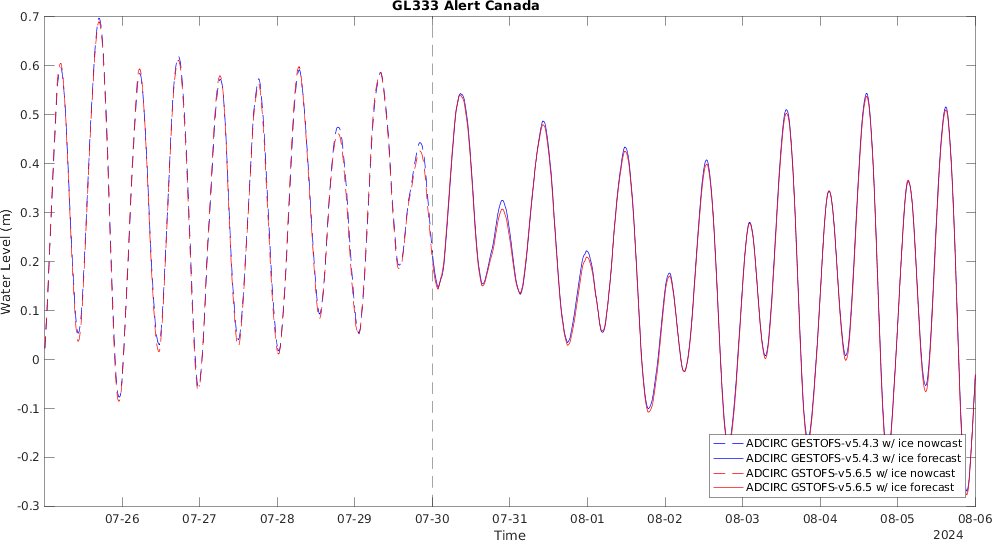 GL333 Alert Canada
0.7
0.6
0.5
0.4
0.3
0.2
0.1
0
-0.1
-0.2
-0.3
Water Level (m)
ADCIRC GESTOFS-v5.4.3 w/ ice nowcast
ADCIRC GESTOFS-v5.4.3 w/ ice forecast
ADCIRC GSTOFS-v5.6.5 w/ ice nowcast
ADCIRC GSTOFS-v5.6.5 w/ ice forecast
07-26 07-27 07-28 07-29 07-30 07-31 08-01 08-02 08-03 08-04 08-05 08-06
Time
2024